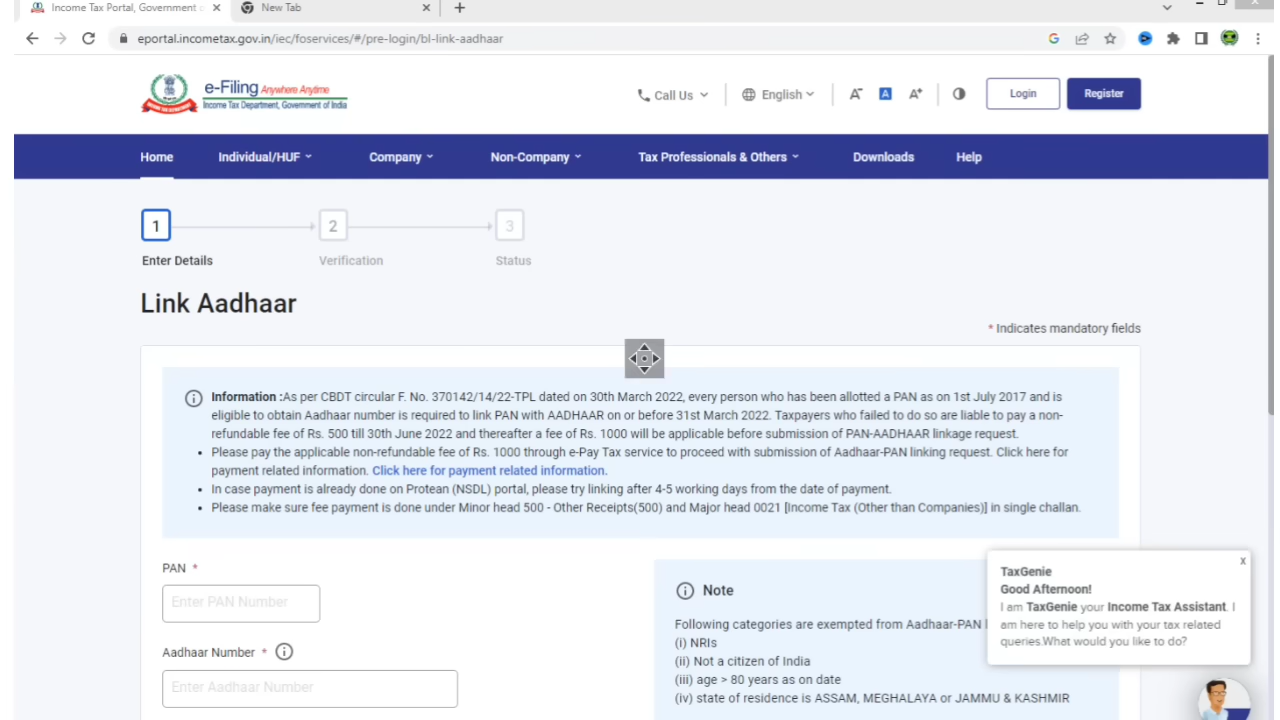 Income Tax Portal, Government
New Tab
eportal.incometax.gov.in/iec/foservices/#/pre-login/bl-link-aadhaar
e-Filing Anywhere Anytime
Income Tax Department, Government of India
Call Us
English
A-
A
A+
Login
Register
Home
Individual/HUF
Company
Non-Company
Tax Professionals & Others
Downloads
Help
1
2
3
Enter Details
Verification
Status
Link Aadhaar
* Indicates mandatory fields
Information :As per CBDT circular F. No. 370142/14/22-TPL dated on 30th March 2022, every person who has been allotted a PAN as on 1st July 2017 and is
eligible to obtain Aadhaar number is required to link PAN with AADHAAR on or before 31st March 2022. Taxpayers who failed to do so are liable to pay a non-
refundable fee of Rs. 500 till 30th June 2022 and thereafter a fee of Rs. 1000 will be applicable before submission of PAN-AADHAAR linkage request.
• Please pay the applicable non-refundable fee of Rs. 1000 through e-Pay Tax service to proceed with submission of Aadhaar-PAN linking request. Click here for
payment related information. Click here for payment related information.
• In case payment is already done on Protean (NSDL) portal, please try linking after 4-5 working days from the date of payment.
• Please make sure fee payment is done under Minor head 500 - Other Receipts(500) and Major head 0021 [Income Tax (Other than Companies)] in single challan.
PAN *
Enter PAN Number
Aadhaar Number *
Enter Aadhaar Number
Note
Following categories are exempted from Aadhaar-PAN
(i) NRIs
(ii) Not a citizen of India
(iii) age > 80 years as on date
(iv) state of residence is ASSAM, MEGHALAYA or JAMMU & KASHMIR
x
TaxGenie
Good Afternoon!
I am TaxGenie your Income Tax Assistant. I
am here to help you with your tax related
queries.What would you like to do?